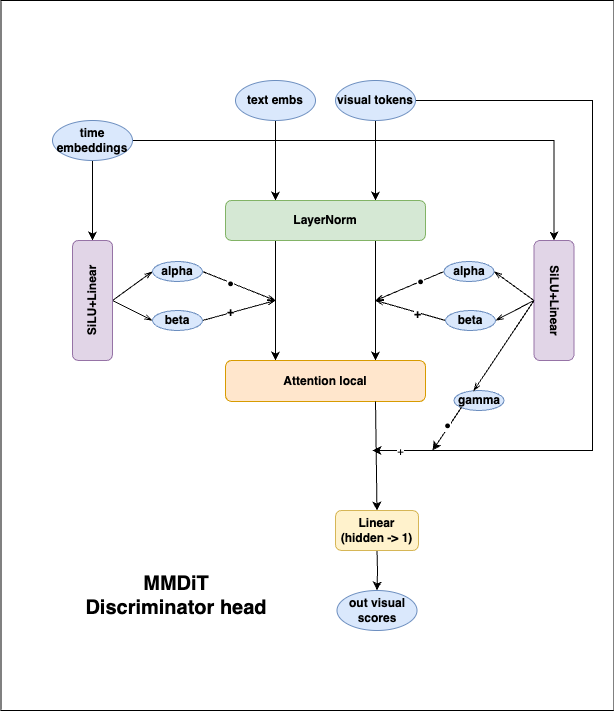 text embs
visual tokens
time
embeddings
LayerNorm
SiLU+Linear
alpha
•
beta
+
alpha
•
beta
+
SiLU+Linear
Attention local
gamma
•
+
Linear
(hidden -> 1)
MMDiT
Discriminator head
out visual
scores